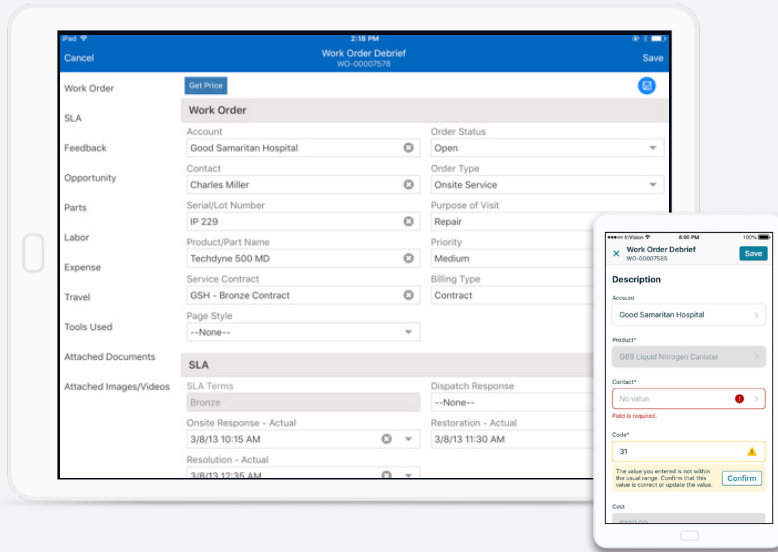 iPad 2:18 PM
Cancel Work Order Debrief Save
WO-00007578
Work Order
SLA
Feedback
Opportunity
Parts
Labor
Expense
Travel
Tools Used
Attached Documents
Attached Images/Videos
Get Price
Work Order
Account Order Status
Good Samaritan Hospital Open
Contact Order Type
Charles Miller Onsite Service
Serial/Lot Number Purpose of Visit
IP 229 Repair
Product/Part Name Priority
Techdyne 500 MD Medium
Service Contract Billing Type
GSH - Bronze Contract Contract
Page Style
--None--
SLA
SLA Terms Dispatch Response
Bronze --None--
Onsite Response - Actual Restoration - Actual
3/8/13 10:15 AM 3/8/13 11:30 AM
Resolution - Actual
3/8/13 12:35 AM
InVision 8:00 PM 100%
Work Order Debrief Save
WO-00007585
Description
Account
Good Samaritan Hospital
Product*
G89 Liquid Nitrogen Canister
Contact*
No value
Field is required.
Code*
31
The value you entered is not within
the usual range. Confirm that this
value is correct or update the value.
Confirm
Cost